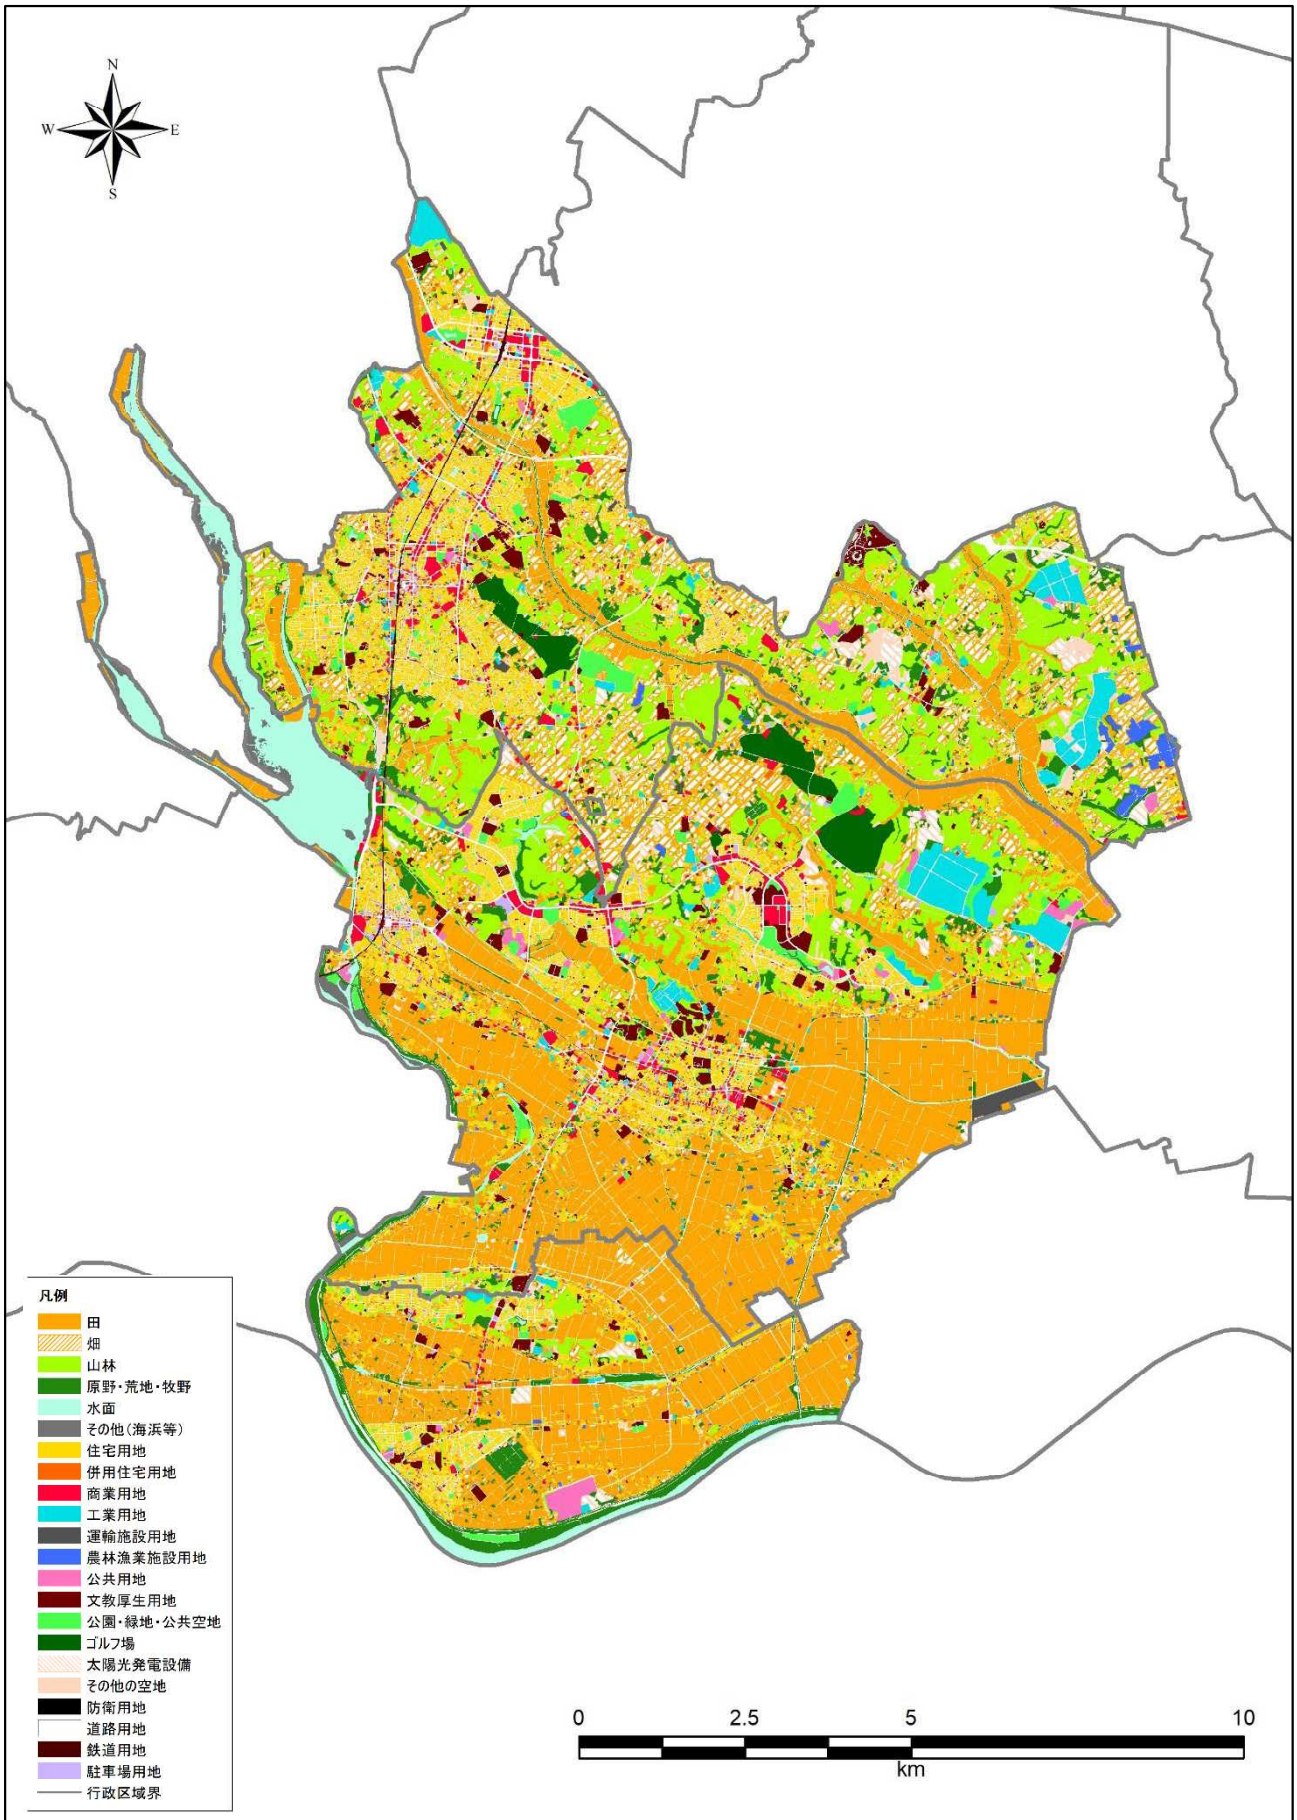 N
W E
S
凡例
田
畑
山林
原野・荒地・牧野
水面
その他(海浜等)
住宅用地
併用住宅用地
商業用地
工業用地
運輸施設用地
農林漁業施設用地
公共用地
文教厚生用地
公園・緑地・公共空地
ゴルフ場
太陽光発電設備
その他の空地
防衛用地
道路用地
鉄道用地
駐車場用地
行政区域界
0 2.5 5 10
km